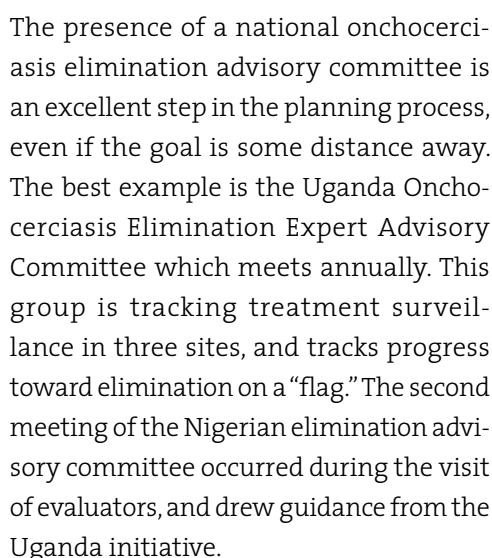 The presence of a national onchocerci-
asis elimination advisory committee is
an excellent step in the planning process,
even if the goal is some distance away.
The best example is the Uganda Oncho-
cerciasis Elimination Expert Advisory
Committee which meets annually. This
group is tracking treatment surveil-
lance in three sites, and tracks progress
toward elimination on a “flag.” The second
meeting of the Nigerian elimination advi-
sory committee occurred during the visit
of evaluators, and drew guidance from the
Uganda initiative.